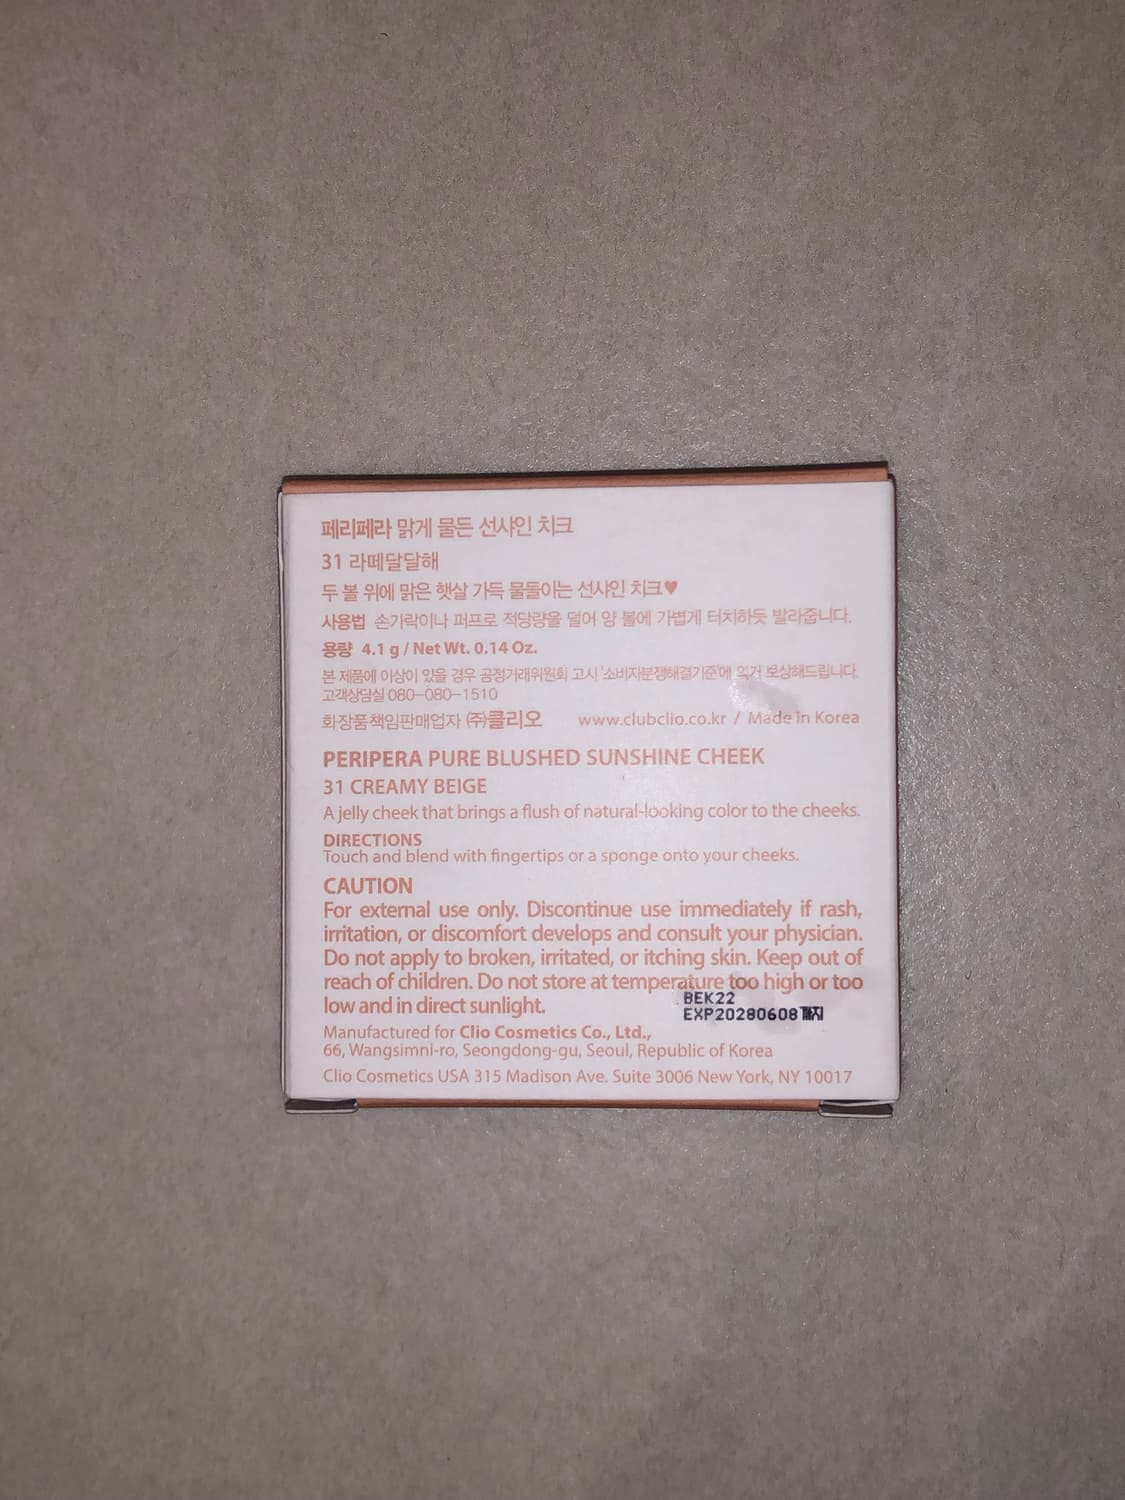 페리페라 맑게 물든 선샤인 치크
31 라떼달달해
두 볼 위에 맑은 햇살 가득 물들이는 선샤인 치크♥
사용법 손가락이나 퍼프로 적당량을 덜어 양 볼에 가볍게 터치하듯 발라줍니다.
용량 4.1 g / Net Wt. 0.14 Oz.
본 제품에 이상이 있을 경우 공정거래위원회 고시 '소비자분쟁해결기준'에 의거 보상해드립니다.
고객상담실 080-080-1510
화장품책임판매업자 ㈜클리오 www.clubclio.co.kr / Made in Korea
PERIPERA PURE BLUSHED SUNSHINE CHEEK
31 CREAMY BEIGE
A jelly cheek that brings a flush of natural-looking color to the cheeks.
DIRECTIONS
Touch and blend with fingertips or a sponge onto your cheeks.
CAUTION
For external use only. Discontinue use immediately if rash,
irritation, or discomfort develops and consult your physician.
Do not apply to broken, irritated, or itching skin. Keep out of
reach of children. Do not store at temperature too high or too
low and in direct sunlight.
BEK22
EXP20280608까지
Manufactured for Clio Cosmetics Co., Ltd.,
66, Wangsimni-ro, Seongdong-gu, Seoul, Republic of Korea
Clio Cosmetics USA 315 Madison Ave. Suite 3006 New York, NY 10017